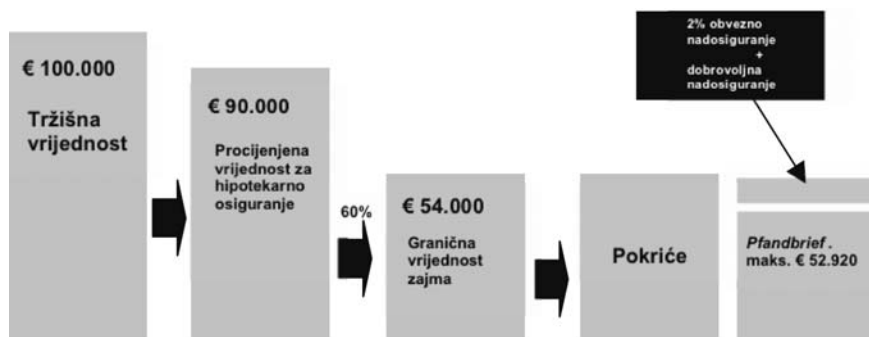 € 100.000
Tržišna
vrijednost
€ 90.000
Procijenjena
vrijednost za
hipotekarno
osiguranje
60%
€ 54.000
Granična
vrijednost
zajma
Pokriće
2% obvezno
nadosiguranje
+
dobrovoljna
nadosiguranje
Pfandbrief .
maks. € 52.920